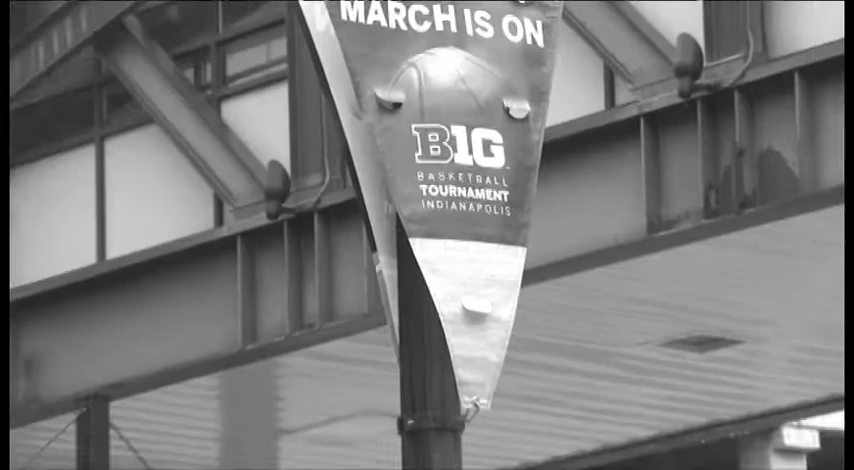 MARCH IS ON
B1G
BASKETBALL
TOURNAMENT
INDIANAPOLIS